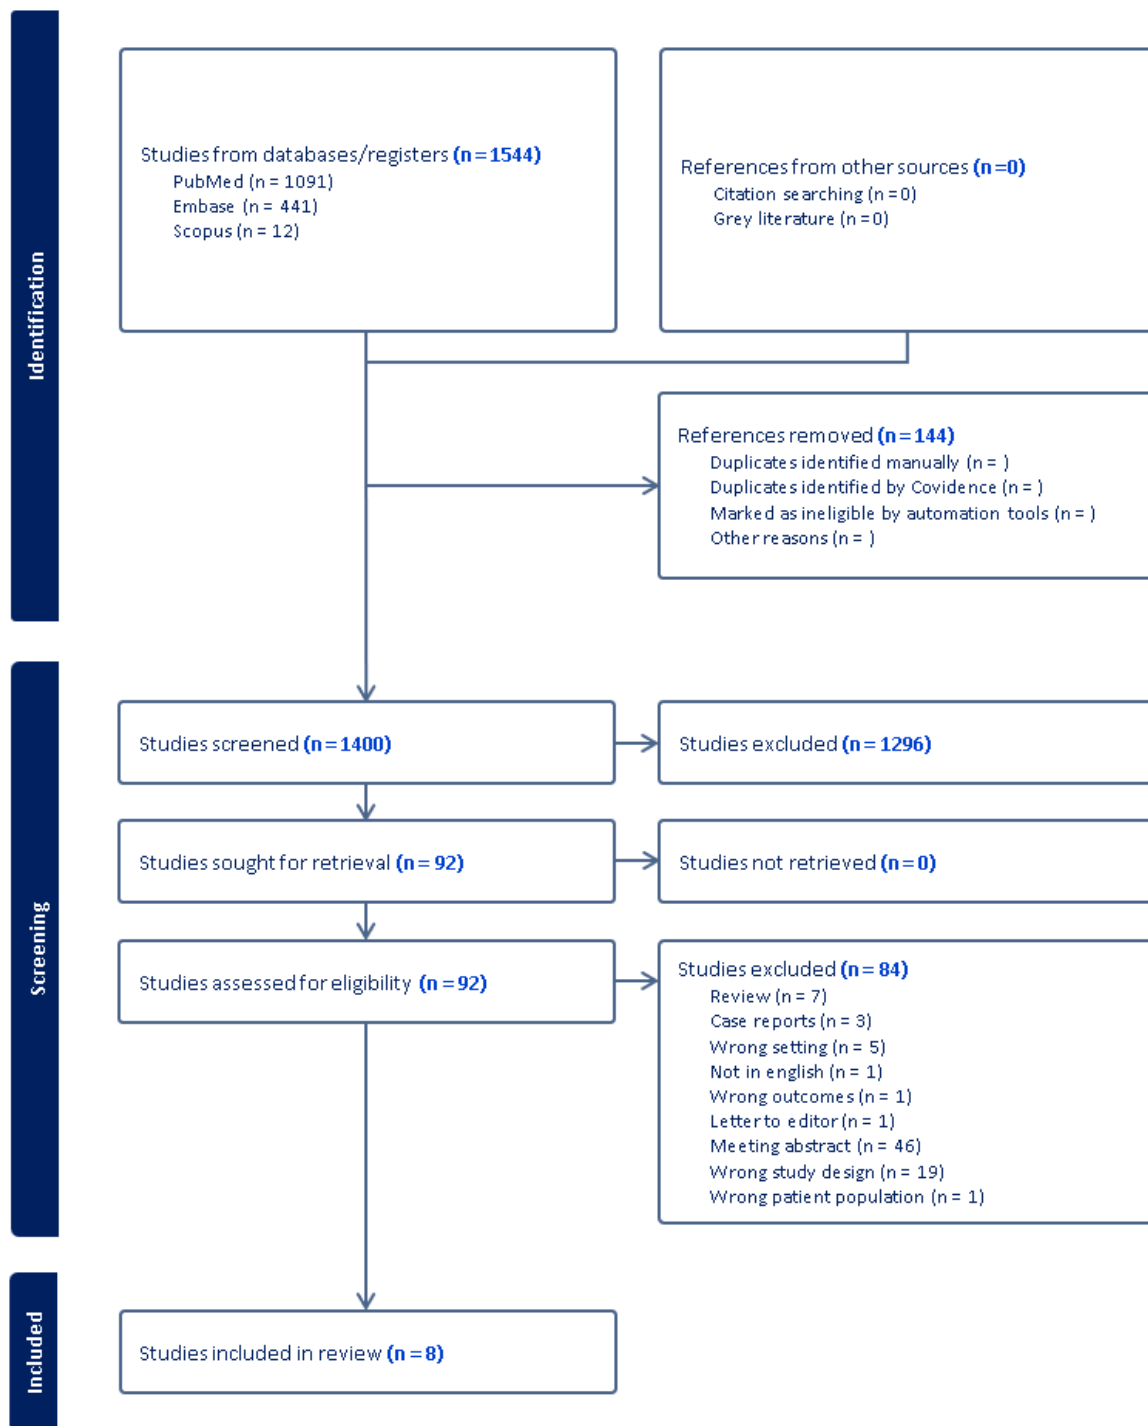 Identification
Studies from databases/registers (n = 1544)
PubMed (n = 1091)
Embase (n = 441)
Scopus (n = 12)
References from other sources (n =0)
Citation searching (n =0)
Grey literature (n =0)
References removed (n = 144)
Duplicates identified manually (n = )
Duplicates identified by Covidence (n = )
Marked as ineligible by automation tools (n = )
Other reasons (n = )
Screening
Studies screened (n = 1400)
Studies excluded (n = 1296)
Studies sought for retrieval (n = 92)
Studies not retrieved (n = 0)
Studies assessed for eligibility (n = 92)
Studies excluded (n = 84)
Review (n = 7)
Case reports (n = 3)
Wrong setting (n = 5)
Not in english (n = 1)
Wrong outcomes (n = 1)
Letter to editor (n = 1)
Meeting abstract (n = 46)
Wrong study design (n = 19)
Wrong patient population (n = 1)
Included
Studies included in review (n = 8)